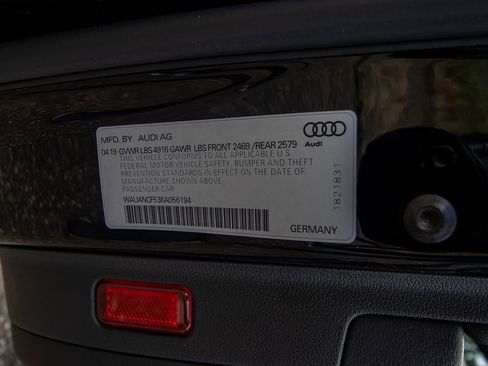 MFD. BY AUDI AG
04 19 GVWR LBS 4916 GAWR LBS FRONT 2469 /REAR 2579
THIS VEHICLE CONFORMS TO ALL APPLICABLE U S
FEDERAL MOTOR VEHICLE SAFETY, BUMPER AND THEFT
PREVENTION STANDARDS IN EFFECT ON THE DATE OF
MANUFACTURE SHOWN ABOVE.
PASSENGER CAR
WAUANCF53KA056194
GERMANY
Audi
1821831